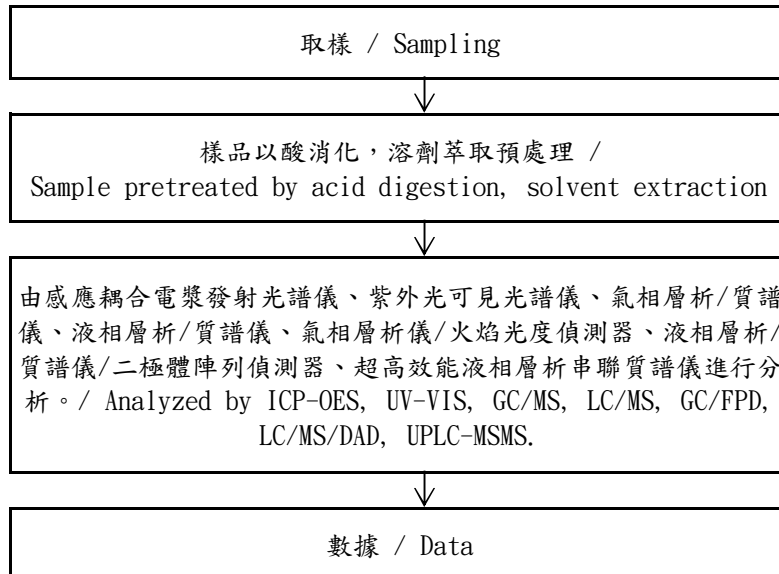 取樣 / Sampling
樣品以酸消化，溶劑萃取預處理 /
Sample pretreated by acid digestion, solvent extraction
由感應耦合電漿發射光譜儀、紫外光可見光譜儀、氣相層析/質譜
儀、液相層析/質譜儀、氣相層析儀/火焰光度偵測器、液相層析/
質譜儀/二極體陣列偵測器、超高效能液相層析串聯質譜儀進行分
析。/ Analyzed by ICP-OES, UV-VIS, GC/MS, LC/MS, GC/FPD,
LC/MS/DAD, UPLC-MSMS.
數據 / Data